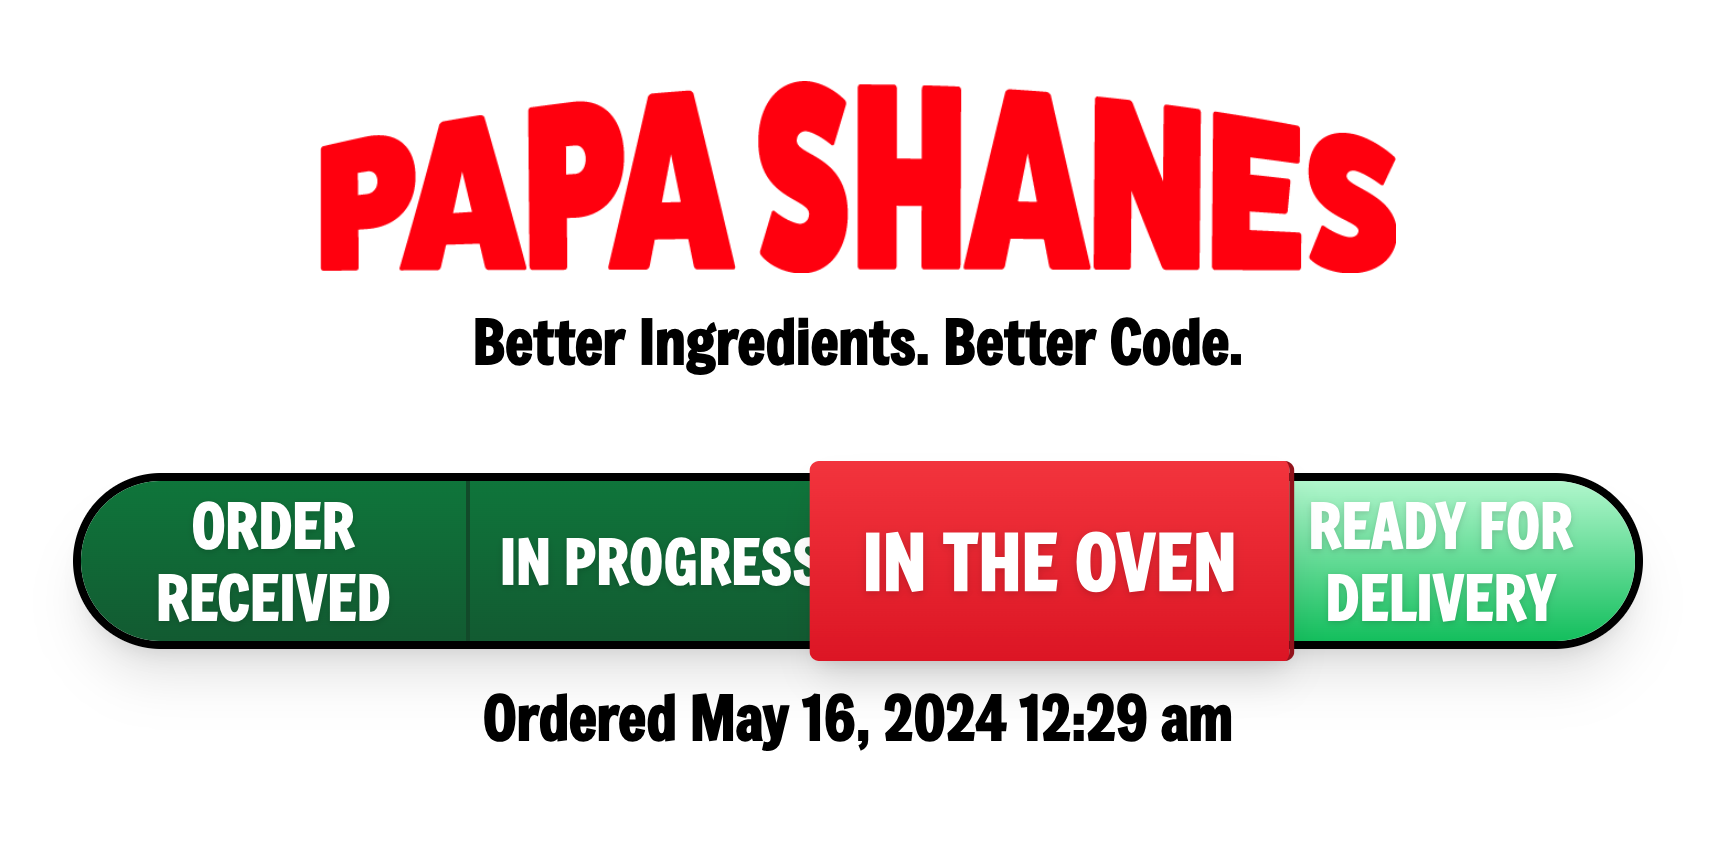 PAPA SHANES
Better Ingredients. Better Code.
ORDER
RECEIVED
IN PROGRESS
IN THE OVEN
READY FOR
DELIVERY
Ordered May 16, 2024 12:29 am